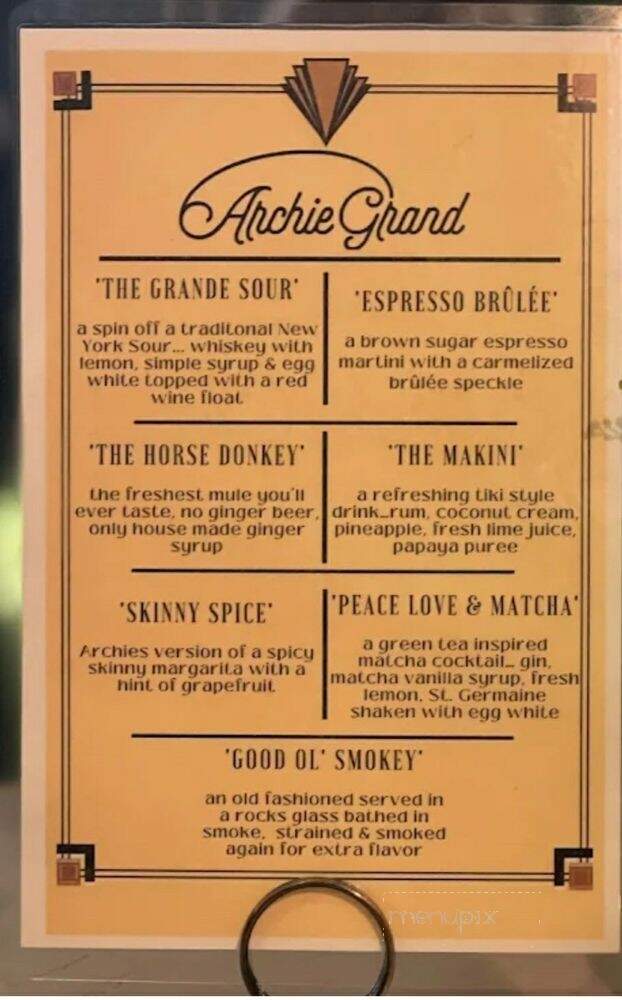 Archie Grand
'THE GRANDE SOUR'
a spin off a traditonal New
York Sour... whiskey with
lemon, simple syrup & egg
white topped with a red
wine float
'ESPRESSO BRÛLÉE'
a brown sugar espresso
martini with a carmelized
brûlée speckle
'THE HORSE DONKEY'
the freshest mule you'll
ever taste, no ginger beer,
only house made ginger
syrup
'THE MAKINI'
a refreshing tiki style
drink...rum, coconut cream,
pineapple, fresh lime juice,
papaya puree
'SKINNY SPICE'
Archies version of a spicy
skinny margarita with a
hint of grapefruit
'PEACE LOVE & MATCHA'
a green tea inspired
matcha cocktail... gin,
matcha vanilla syrup, fresh
lemon, St. Germaine
shaken with egg white
'GOOD OL' SMOKEY'
an old fashioned served in
a rocks glass bathed in
smoke, strained & smoked
again for extra flavor
menupix